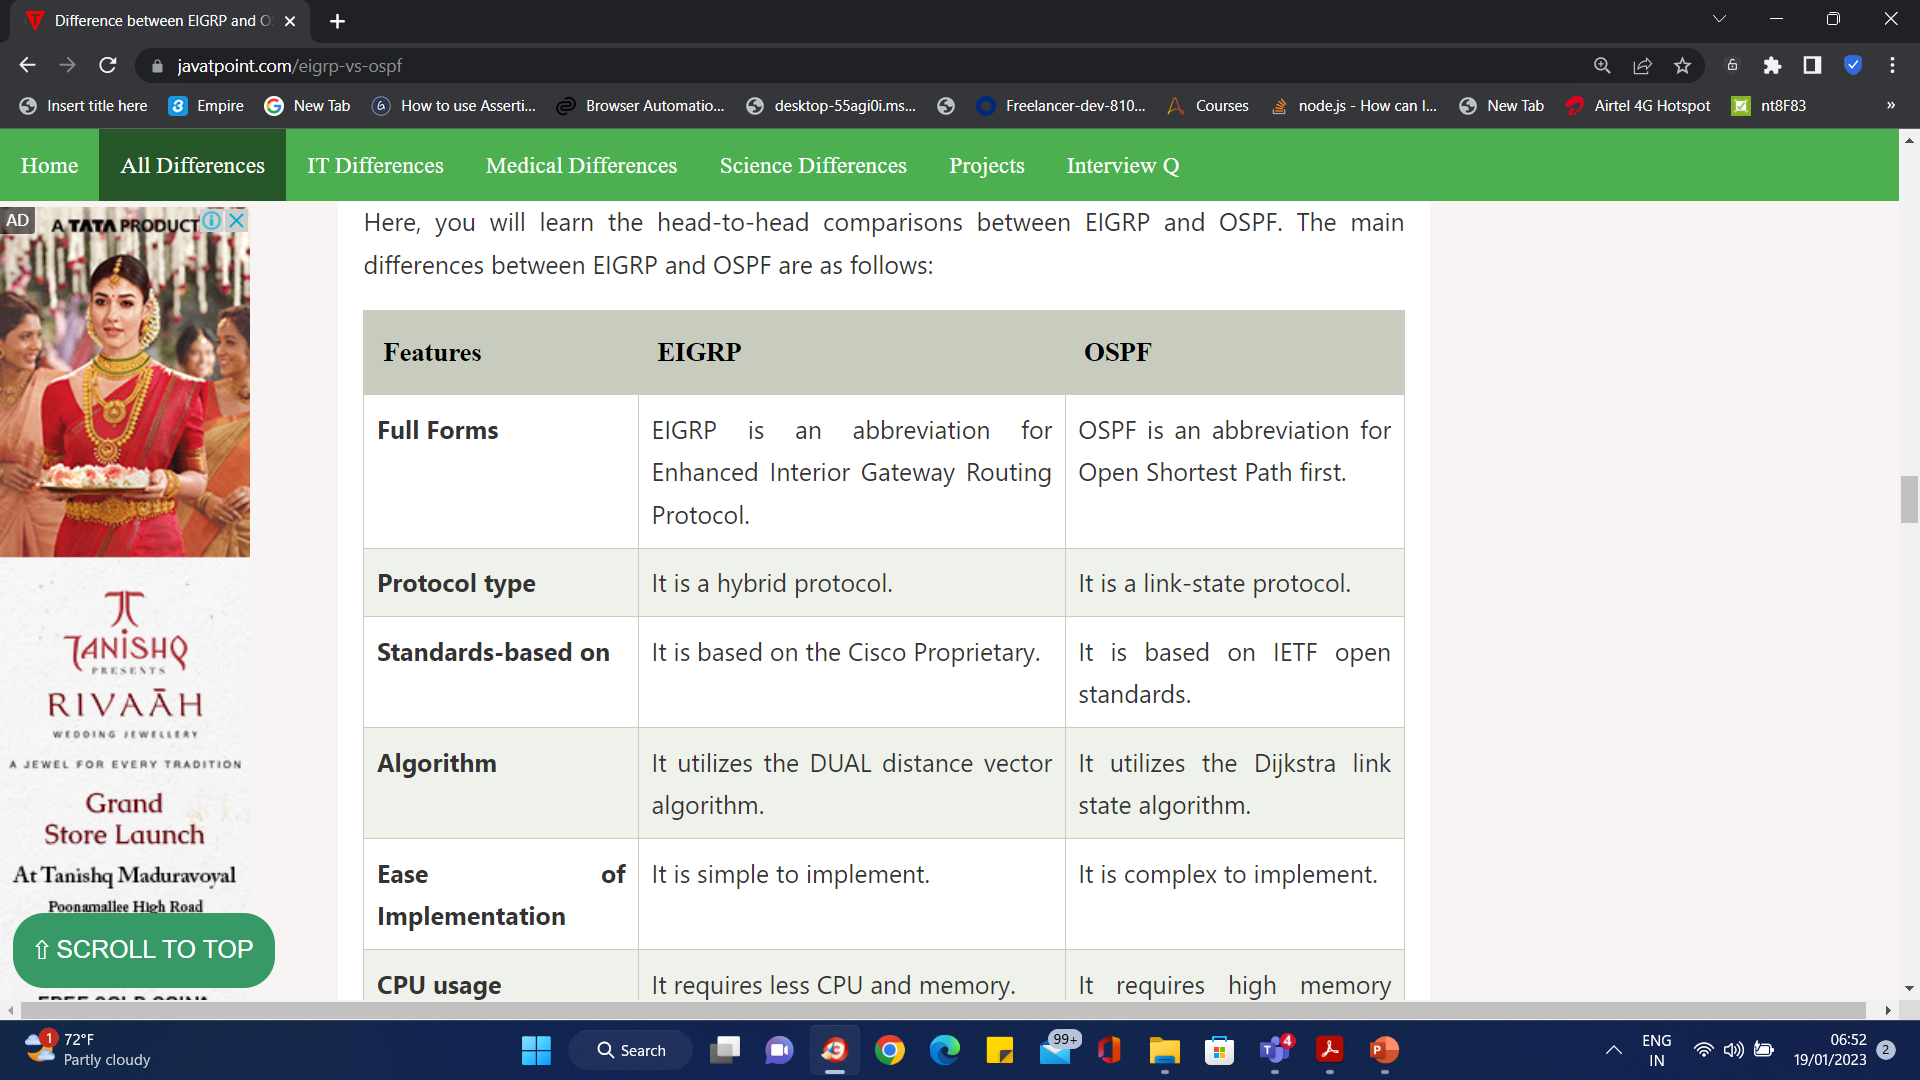 Difference between EIGRP and O
javatpoint.com/eigrp-vs-ospf
Insert title here
Empire
New Tab
How to use Asserti...
Browser Automatio...
desktop-55agi0i.ms...
Freelancer-dev-810...
Courses
node.js - How can I...
New Tab
Airtel 4G Hotspot
nt8F83
»
Home
All Differences
IT Differences
Medical Differences
Science Differences
Projects
Interview Q
AD
A TATA PRODUCT
TANISHQ
PRESENTS
RIVAĀH
WEDDING JEWELLERY
A JEWEL FOR EVERY TRADITION
Grand
Store Launch
At Tanishq Maduravoyal
Poonamallee High Road
⇧ SCROLL TO TOP
Here, you will learn the head-to-head comparisons between EIGRP and OSPF. The main
differences between EIGRP and OSPF are as follows:
Features EIGRP OSPF
Full Forms
EIGRP is an abbreviation for
Enhanced Interior Gateway Routing
Protocol.
OSPF is an abbreviation for
Open Shortest Path first.
Protocol type
It is a hybrid protocol.
It is a link-state protocol.
Standards-based on
It is based on the Cisco Proprietary.
It is based on IETF open
standards.
Algorithm
It utilizes the DUAL distance vector
algorithm.
It utilizes the Dijkstra link
state algorithm.
Ease of
Implementation
It is simple to implement.
It is complex to implement.
CPU usage
It requires less CPU and memory.
It requires high memory
1
72°F
Partly cloudy
Search
99+
4
ENG
IN
06:52
19/01/2023
2